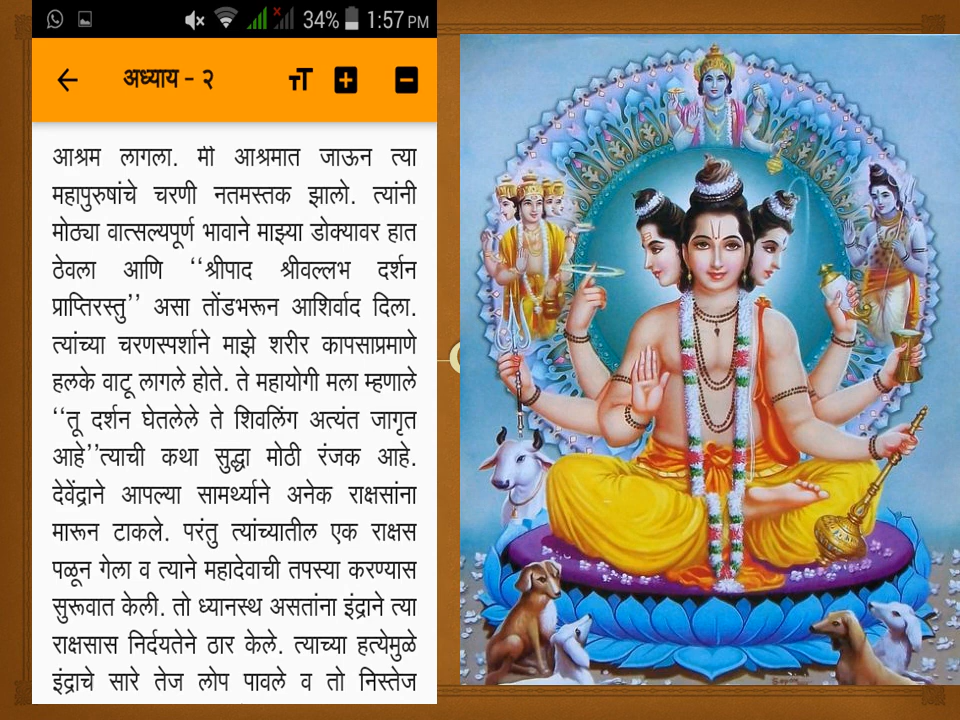 34% 1:57 PM
अध्याय - २
आश्रम लागला. मी आश्रमात जाऊन त्या
महापुरुषांचे चरणी नतमस्तक झालो. त्यांनी
मोठ्या वात्सल्यपूर्ण भावाने माझ्या डोक्यावर हात
ठेवला आणि ‘‘श्रीपाद श्रीवल्लभ दर्शन
प्राप्तिरस्तु’’ असा तोंडभरून आशिर्वाद दिला.
त्यांच्या चरणस्पर्शाने माझे शरीर कापसाप्रमाणे
हलके वाटू लागले होते. ते महायोगी मला म्हणाले
‘‘तू दर्शन घेतलेले ते शिवलिंग अत्यंत जागृत
आहे’’त्याची कथा सुद्धा मोठी रंजक आहे.
देवेंद्राने आपल्या सामर्थ्याने अनेक राक्षसांना
मारून टाकले. परंतु त्यांच्यातील एक राक्षस
पळून गेला व त्याने महादेवाची तपस्या करण्यास
सुरूवात केली. तो ध्यानस्थ असतांना इंद्राने त्या
राक्षसास निर्दयतेने ठार केले. त्याच्या हत्येमुळे
इंद्राचे सारे तेज लोप पावले व तो निस्तेज